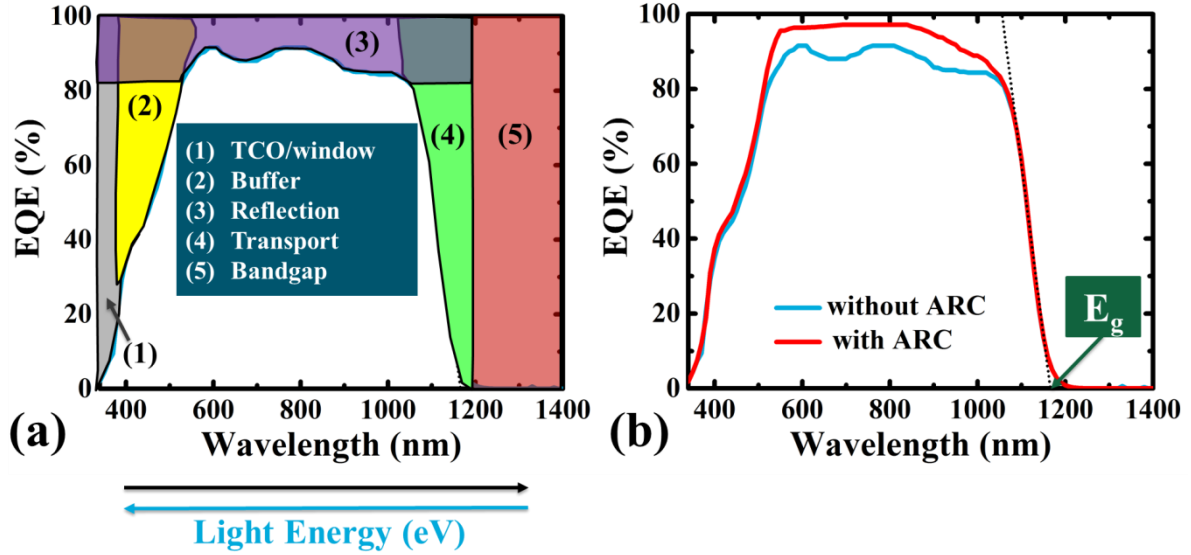 100
80
60
40
20
0
EQE (%)
(1)
(2)
(3)
(4)
(5)
(1) TCO/window
(2) Buffer
(3) Reflection
(4) Transport
(5) Bandgap
400 600 800 1000 1200 1400
Wavelength (nm)
(a)
Light Energy (eV)
100
80
60
40
20
0
EQE (%)
without ARC
with ARC
Eg
400 600 800 1000 1200 1400
Wavelength (nm)
(b)